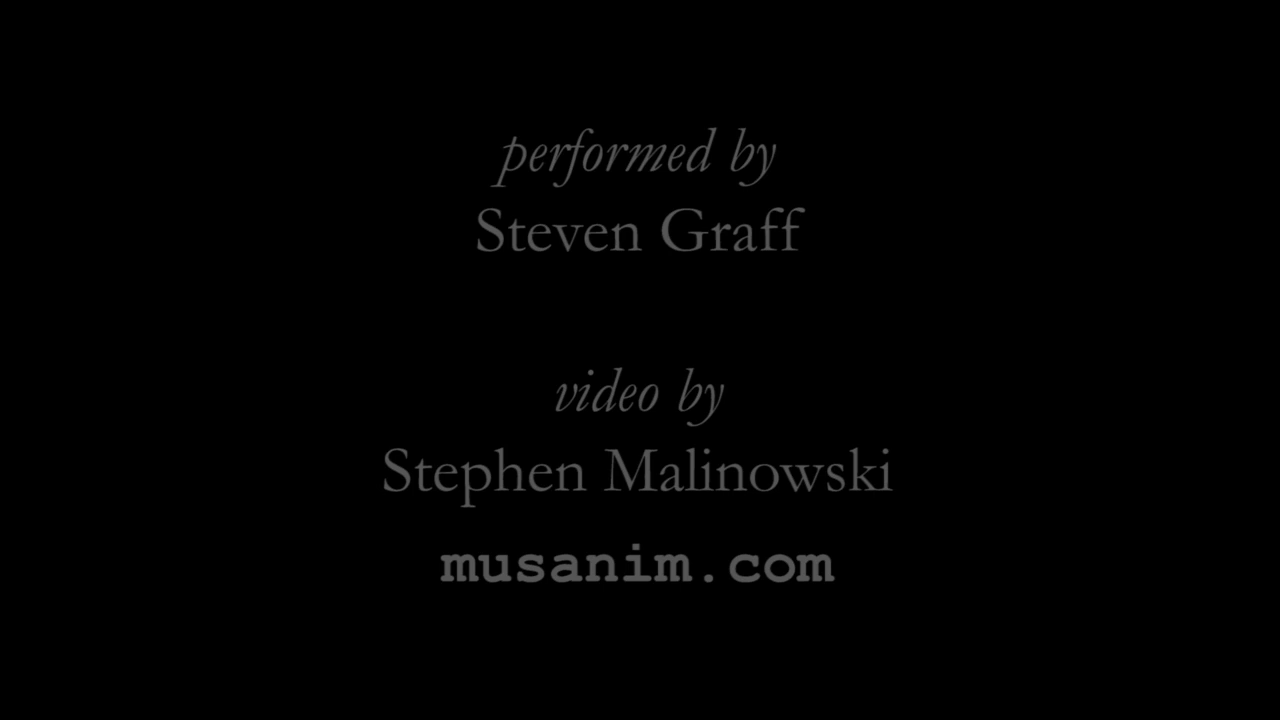 performed by
Steven Graff
video by
Stephen Malinowski
musanim.com